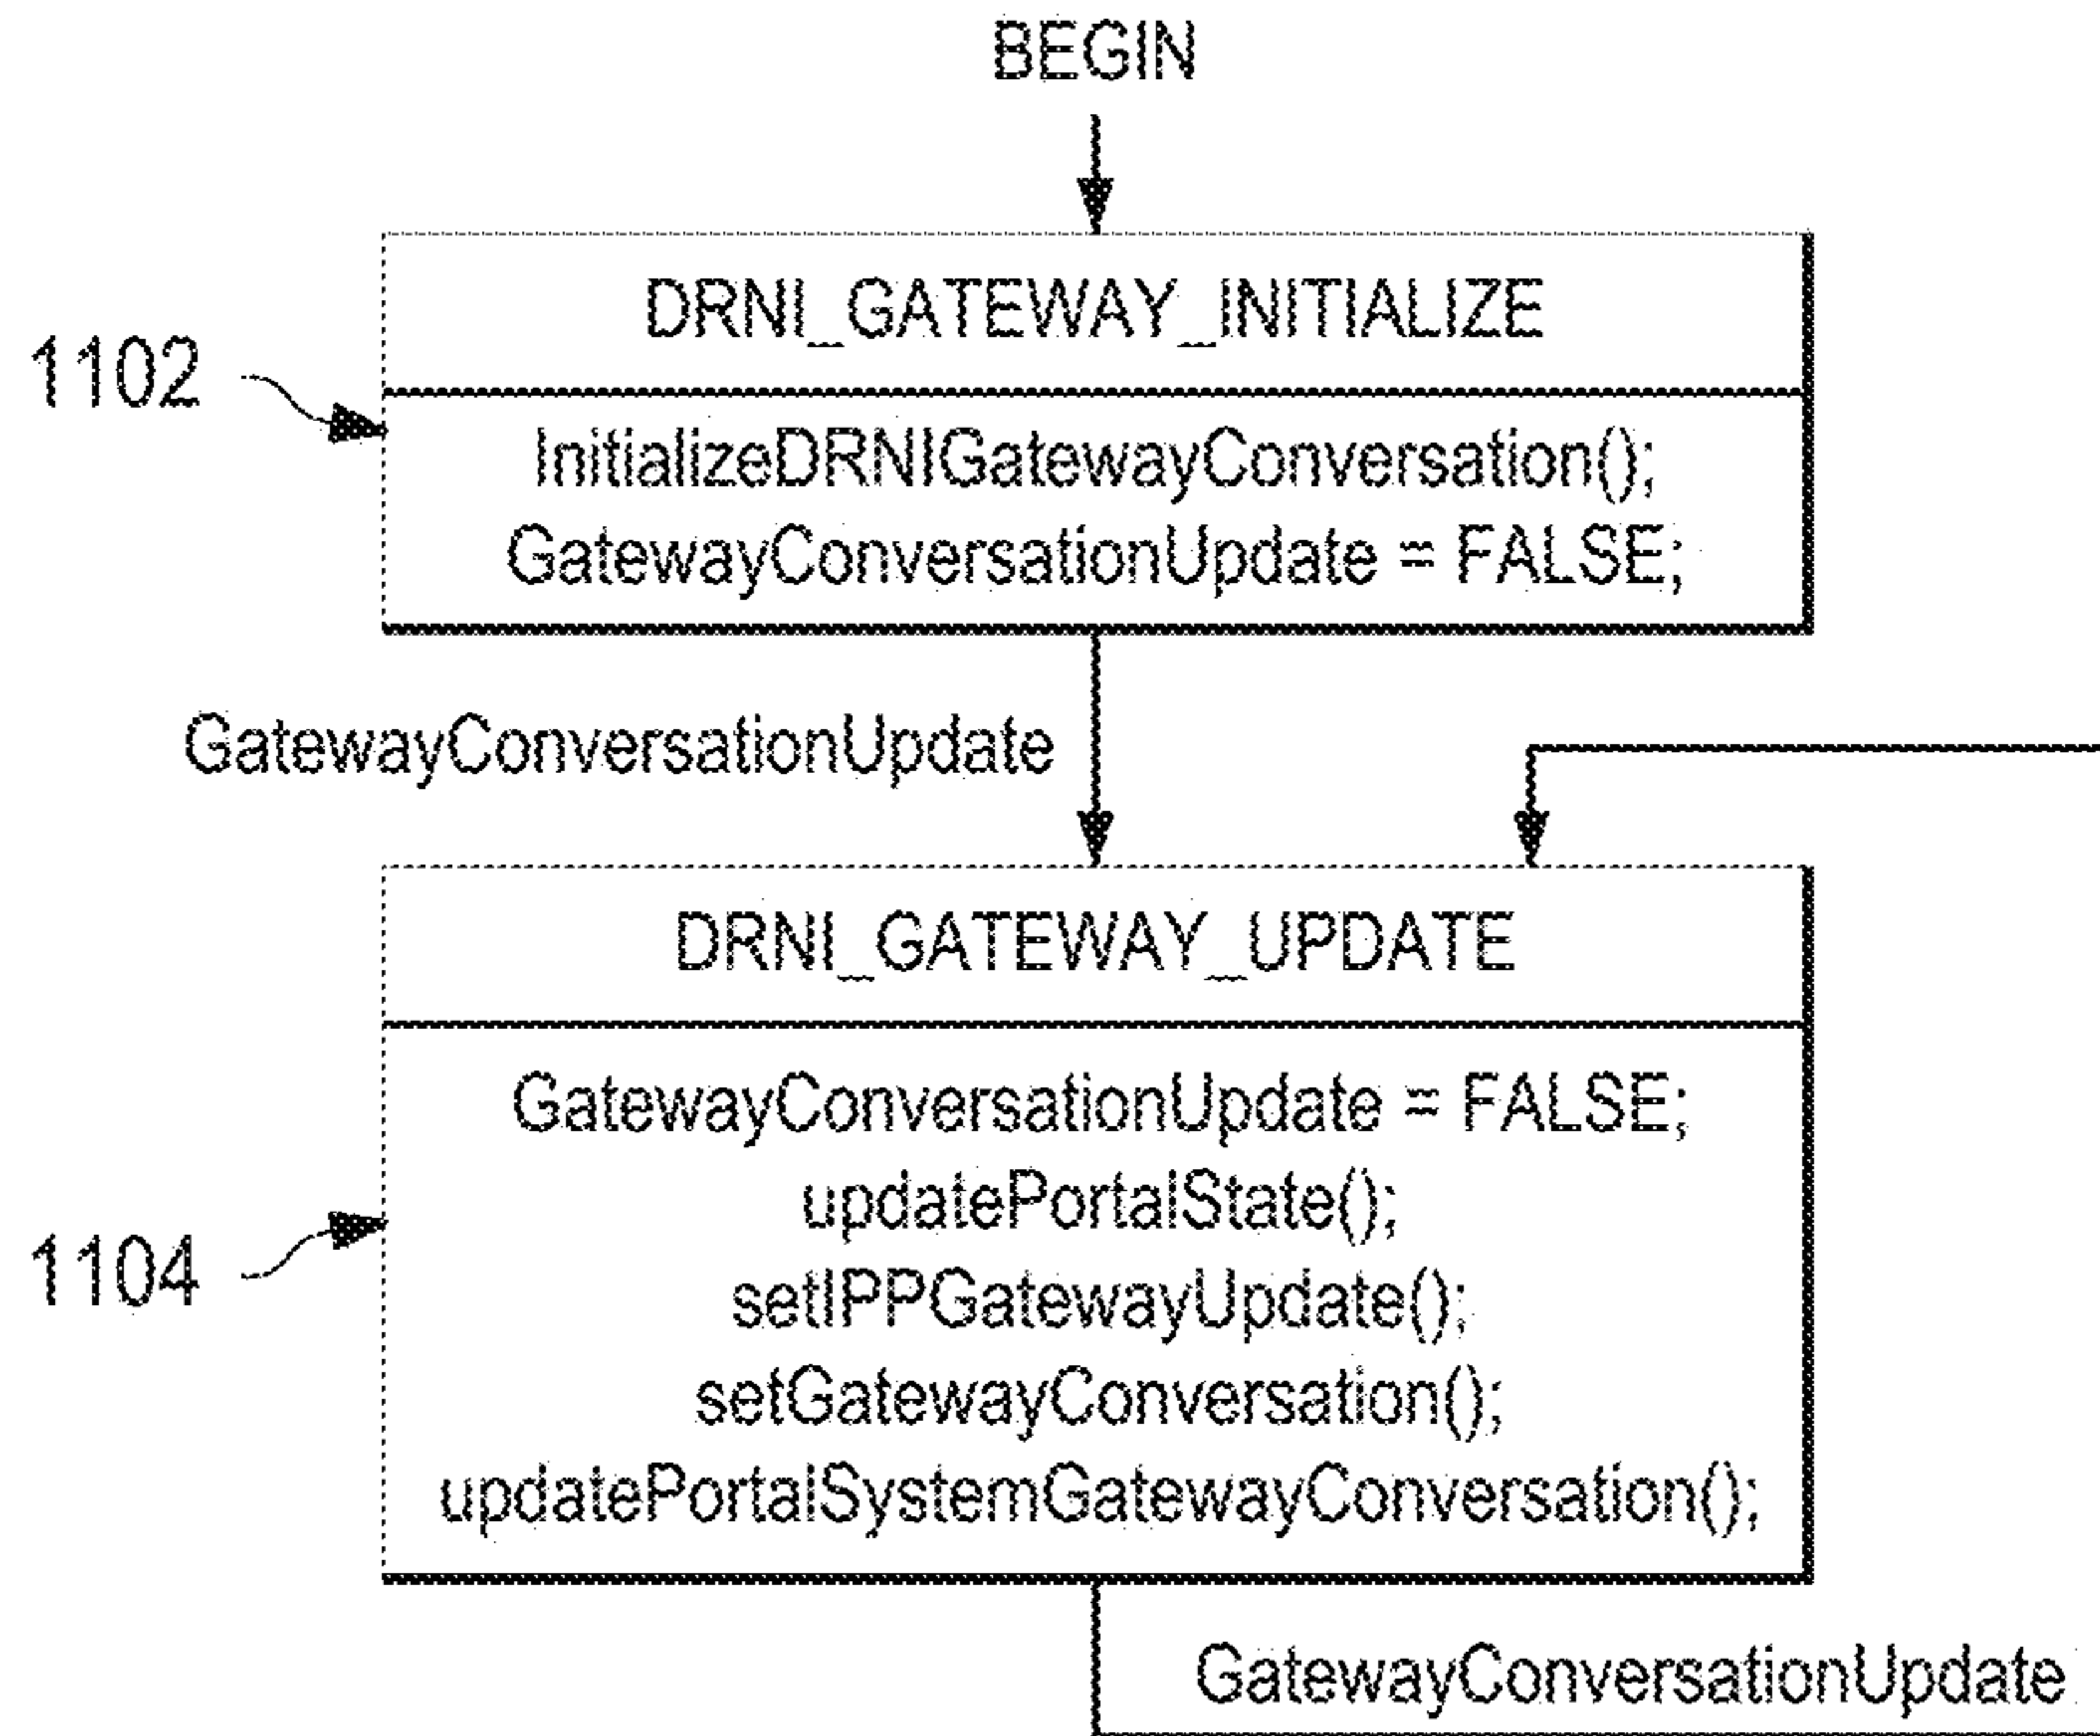 BEGIN
DRNI_GATEWAY_INITIALIZE
1102
InitializeDRNIGatewayConversation();
GatewayConversationUpdate = FALSE;
GatewayConversationUpdate
DRNI_GATEWAY_UPDATE
GatewayConversationUpdate = FALSE;
updatePortalState();
1104
setIPPGatewayUpdate();
setGatewayConversation();
updatePortalSystemGatewayConversation();
GatewayConversationUpdate